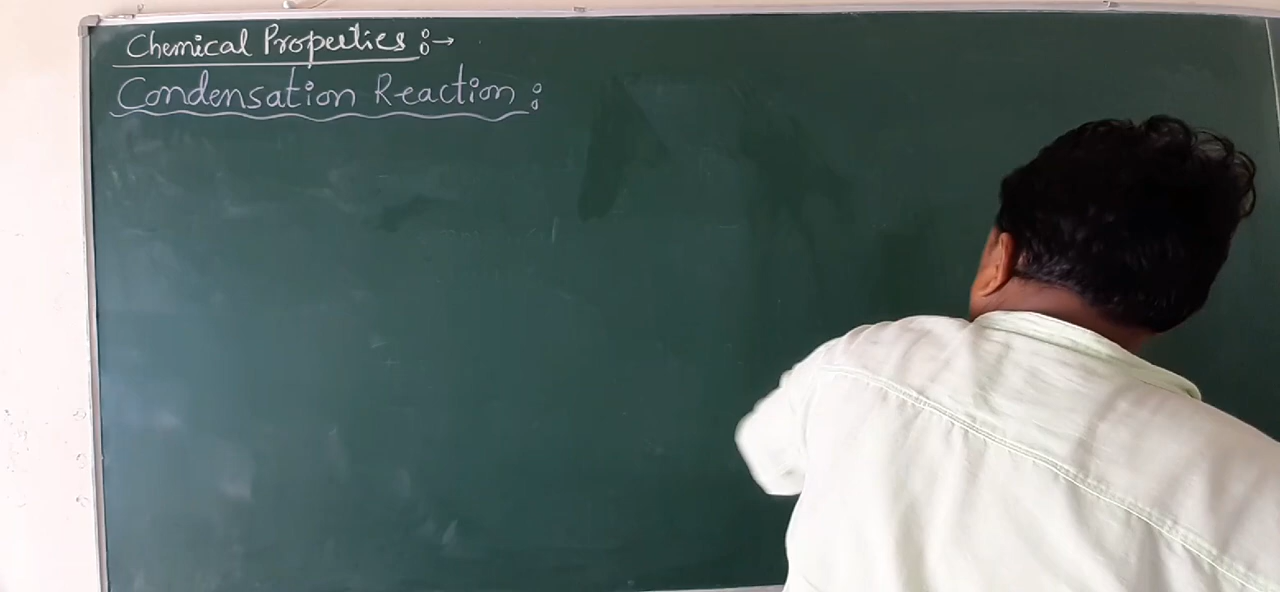 Chemical Properties :→
Condensation Reaction :